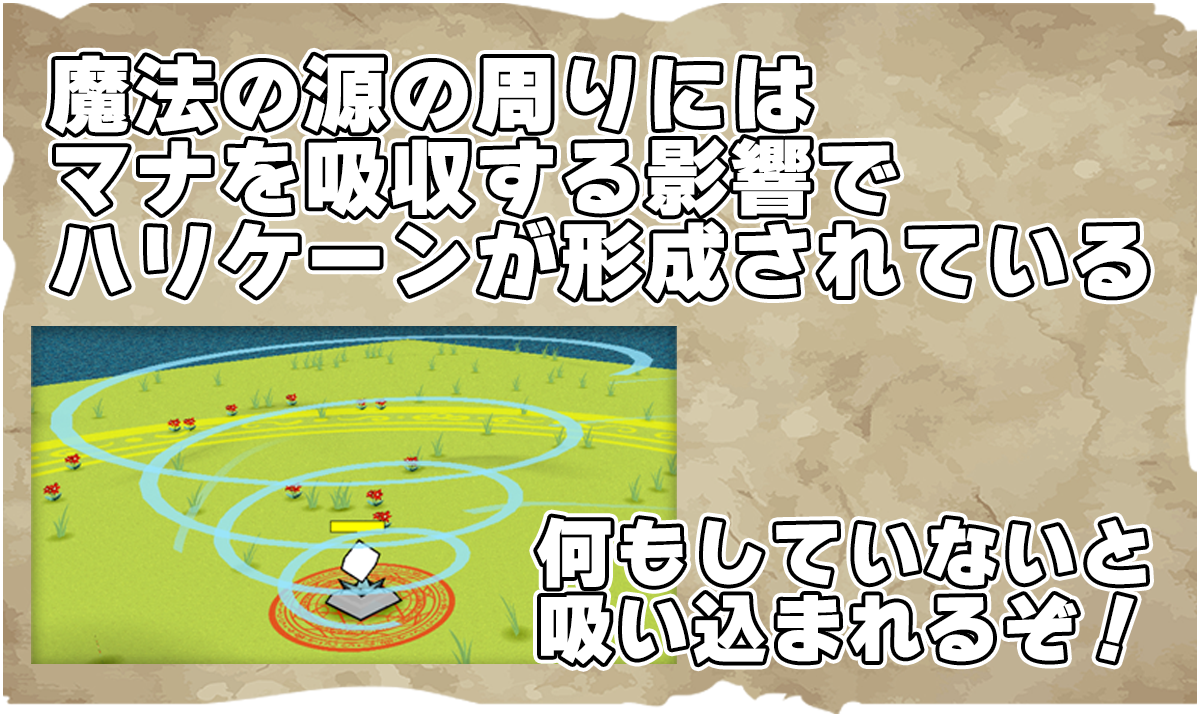 魔法の源の周りには
マナを吸収する影響で
ハリケーンが形成されている
何もしていないと
吸い込まれるぞ！